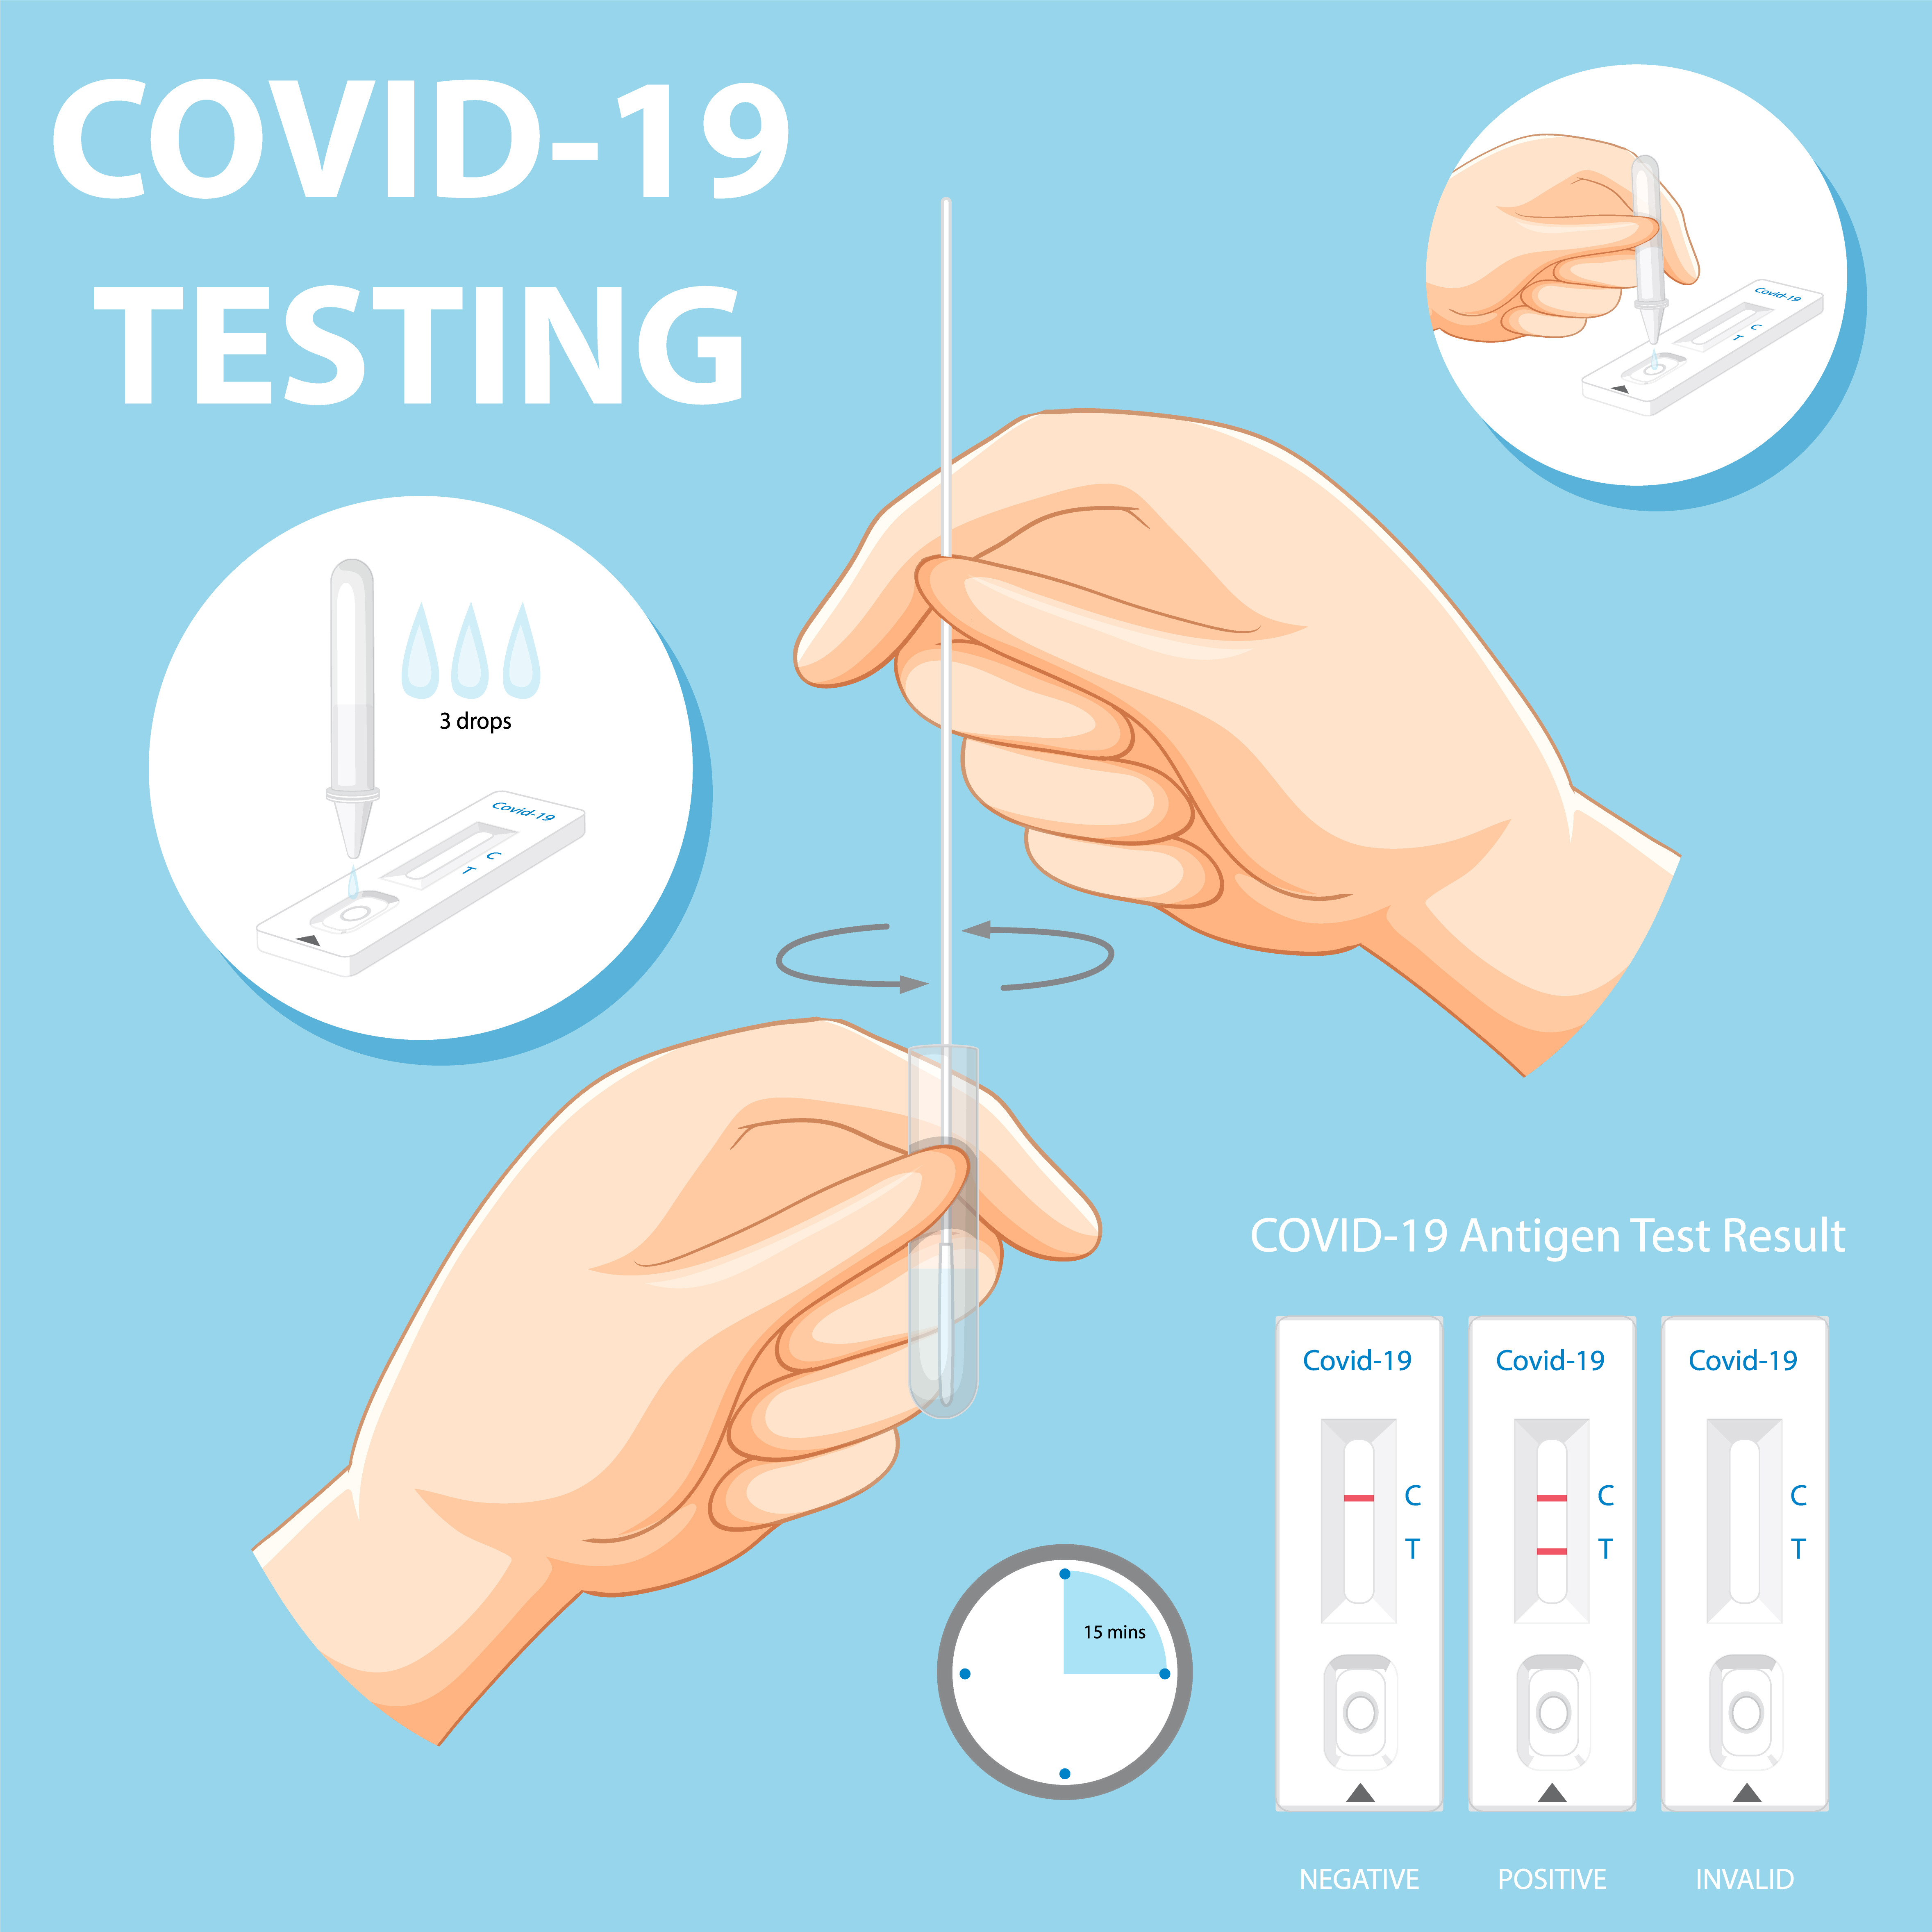 COVID-19
TESTING
Covid-19
C
T
3 drops
Covid-19
C
T
COVID-19 Antigen Test Result
Covid-19
C
T
Covid-19
C
T
Covid-19
C
T
15 mins
NEGATIVE
POSITIVE
INVALID